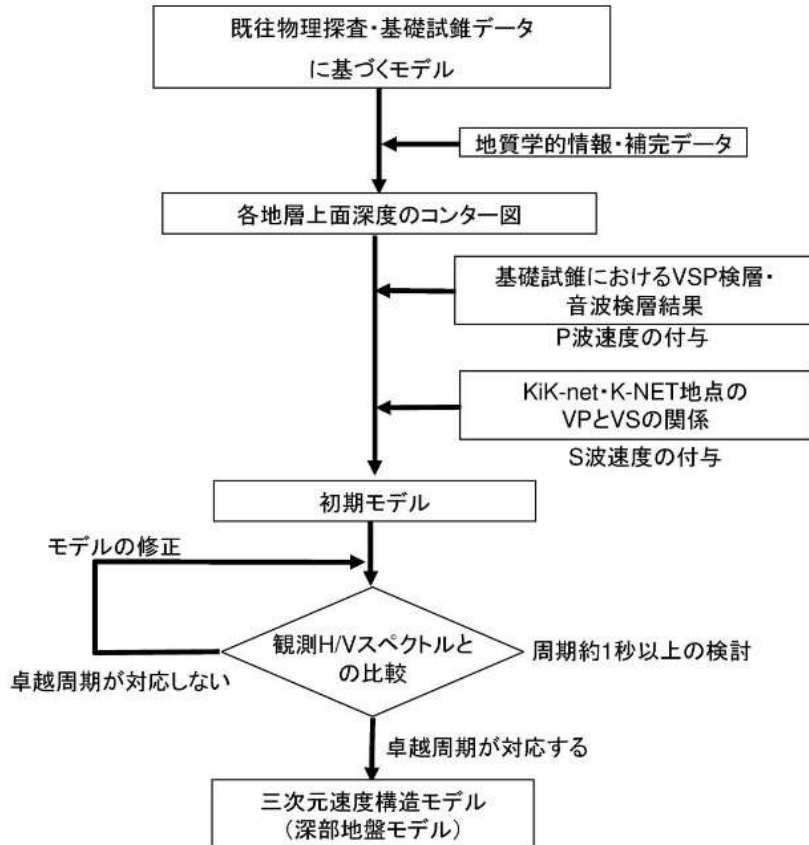 既往物理探査・基礎試錐データ
に基づくモデル
地質学的情報・補完データ
各地層上面深度のコンター図
基礎試錐におけるVSP検層・
音波検層結果
P波速度の付与
KiK-net・K-NET地点の
VPとVSの関係
S波速度の付与
初期モデル
モデルの修正
観測H/Vスペクトルと
の比較
周期約1秒以上の検討
卓越周期が対応しない
卓越周期が対応する
三次元速度構造モデル
（深部地盤モデル）